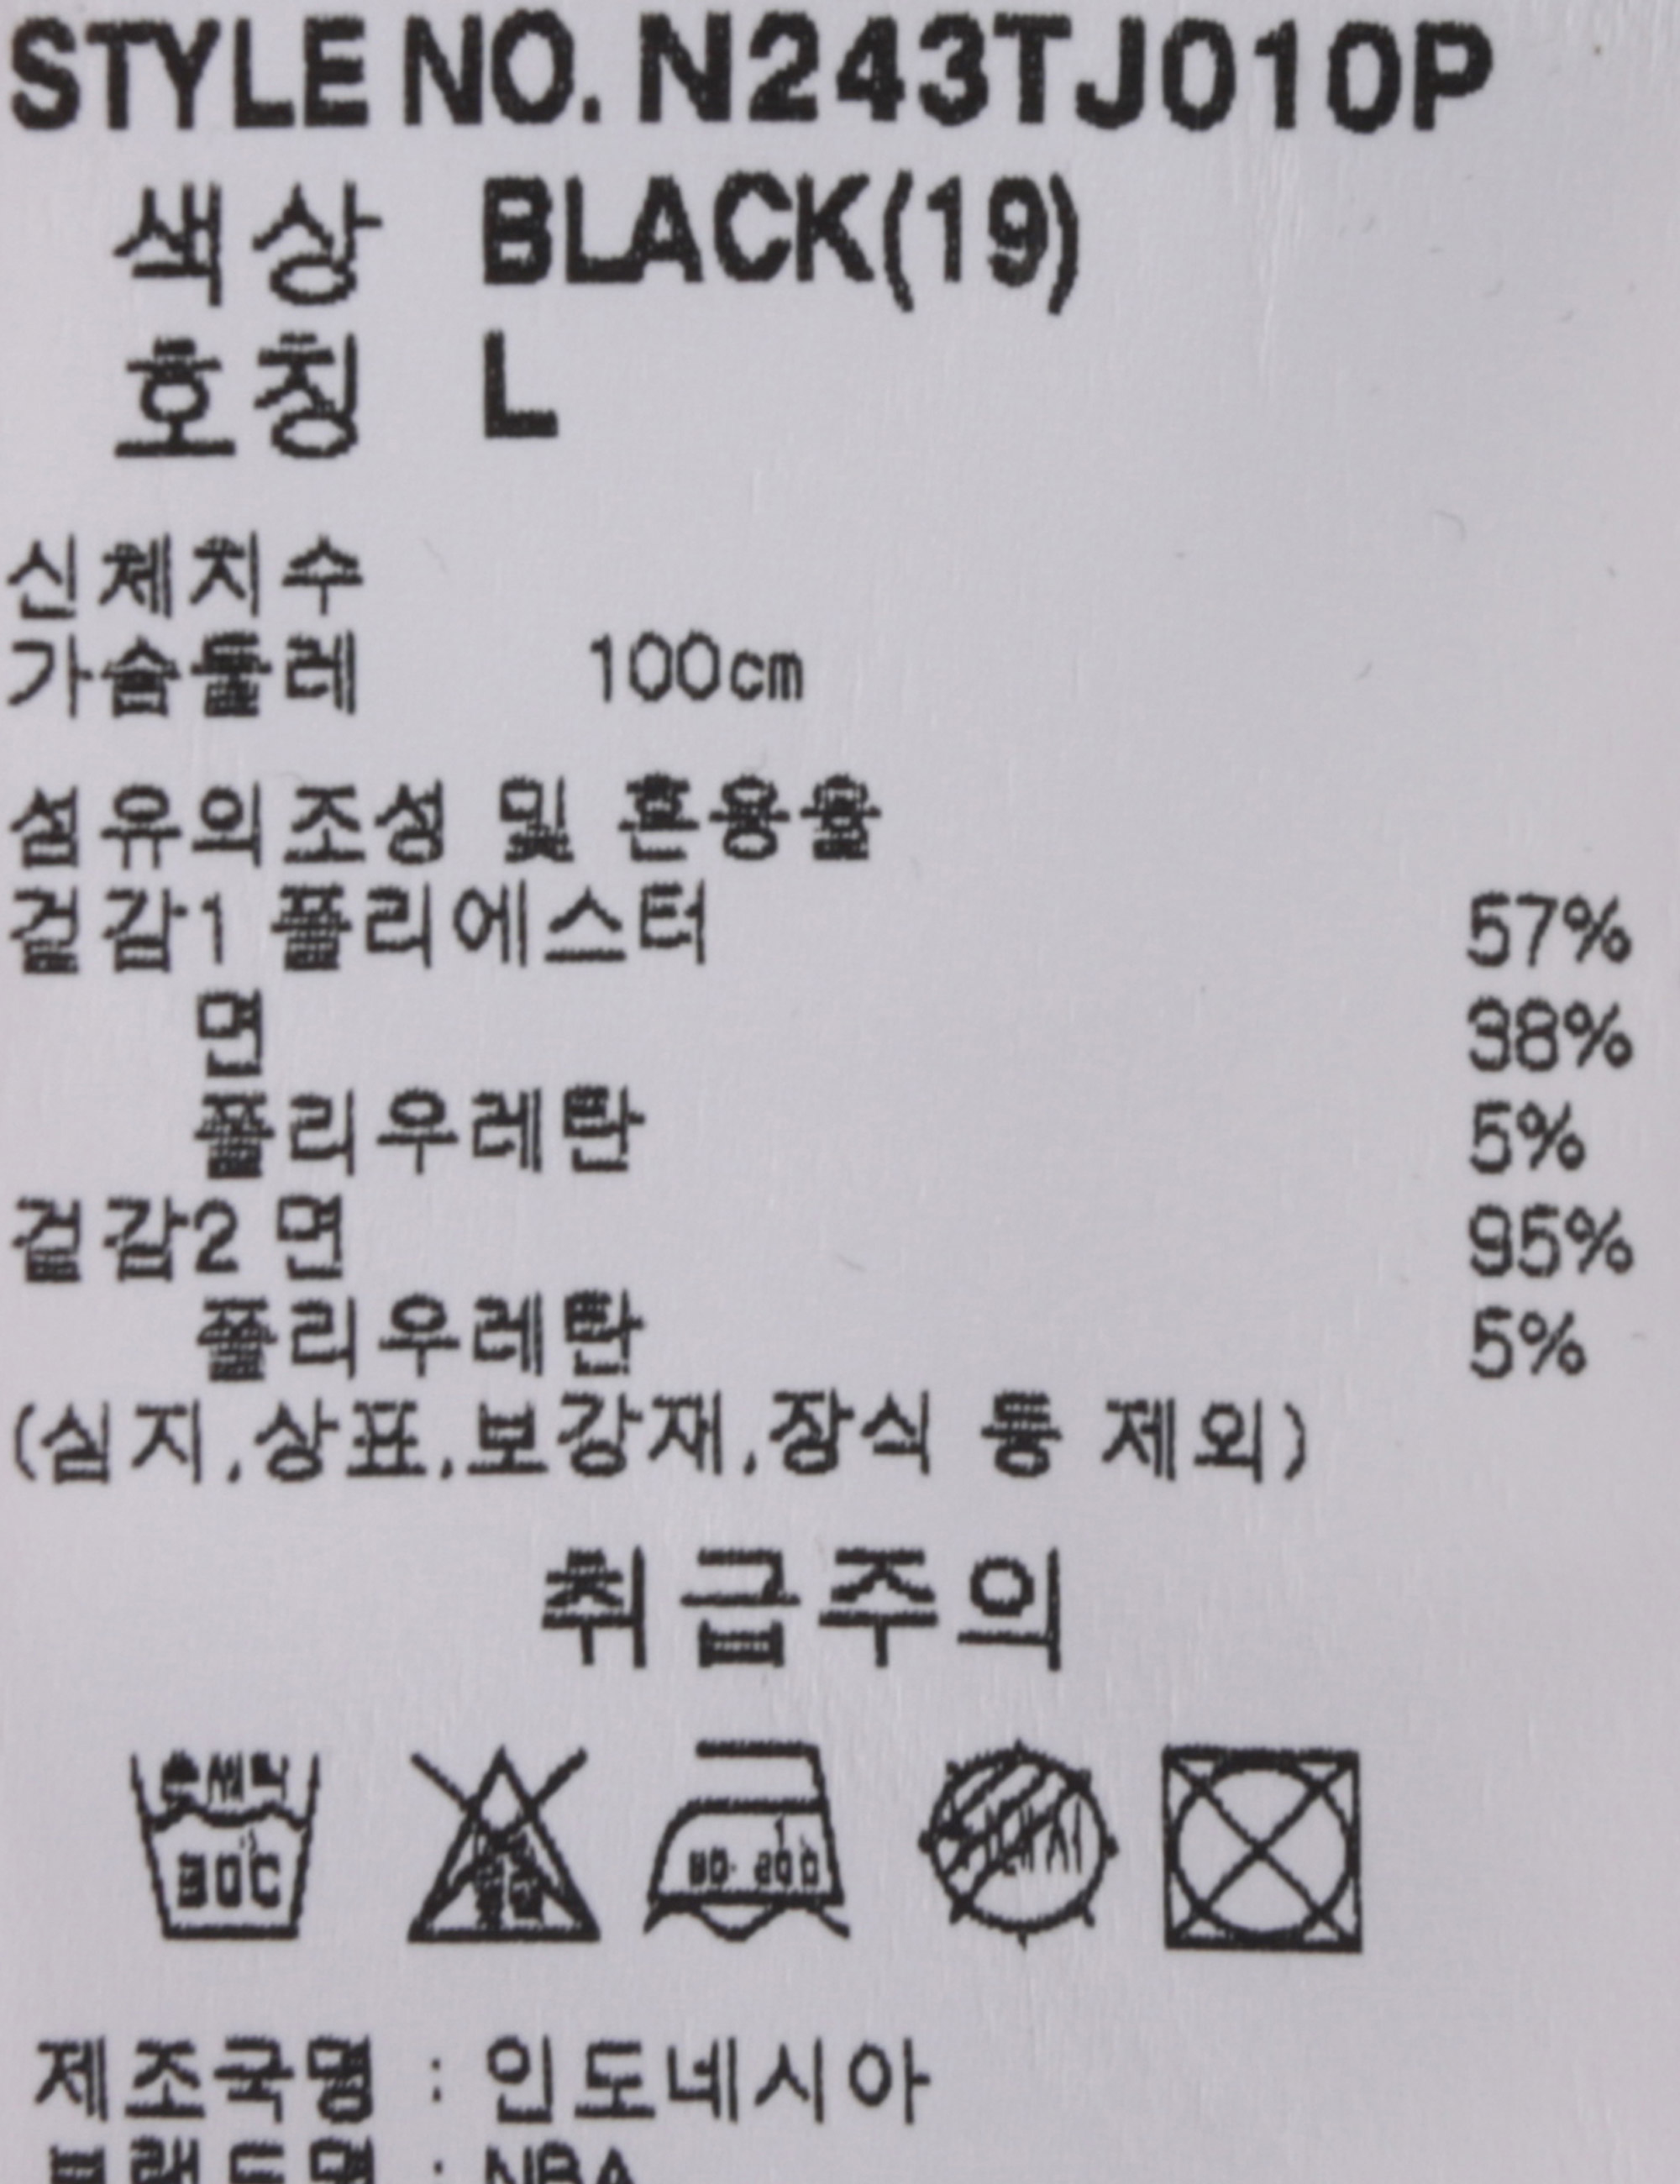 STYLE NO. N243TJ010P
색상 BLACK(19)
호칭 L
신체치수
가슴둘레 100cm
섬유의조성 및 혼용율
겉감1 폴리에스터 57%
면 38%
폴리우레탄 5%
겉감2 면 95%
폴리우레탄 5%
(심지,상표,보강재,장식 등 제외)
취급주의
손세탁
30℃
제조국명 : 인도네시아
브랜드명 : NBA